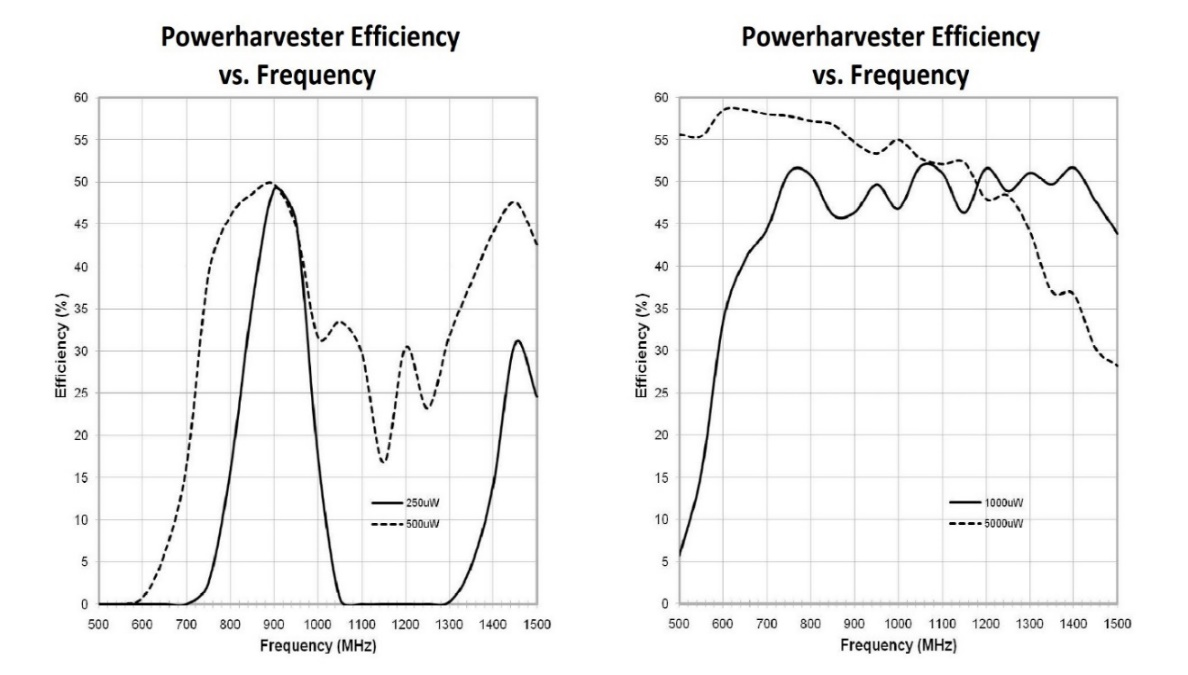 Powerharvester Efficiency
vs. Frequency
60
55
50
45
40
35
30
25
20
15
10
5
0
Efficiency (%)
250uW
500uW
500 600 700 800 900 1000 1100 1200 1300 1400 1500
Frequency (MHz)
Powerharvester Efficiency
vs. Frequency
60
55
50
45
40
35
30
25
20
15
10
5
0
Efficiency (%)
1000uW
5000uW
500 600 700 800 900 1000 1100 1200 1300 1400 1500
Frequency (MHz)